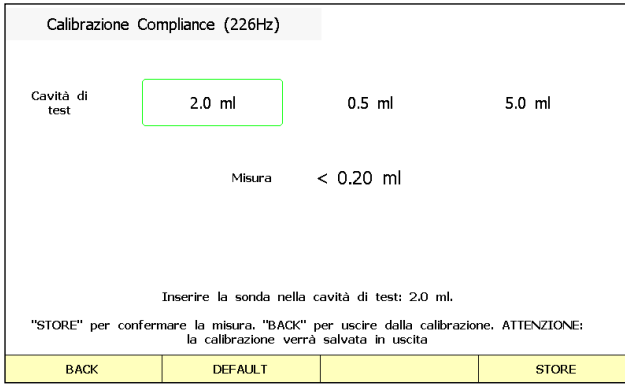 Calibrazione Compliance (226Hz)
Cavità di
test
2.0 ml
0.5 ml
5.0 ml
Misura
< 0.20 ml
Inserire la sonda nella cavità di test: 2.0 ml.
"STORE" per confermare la misura. "BACK" per uscire dalla calibrazione. ATTENZIONE:
la calibrazione verrà salvata in uscita
BACK
DEFAULT
STORE